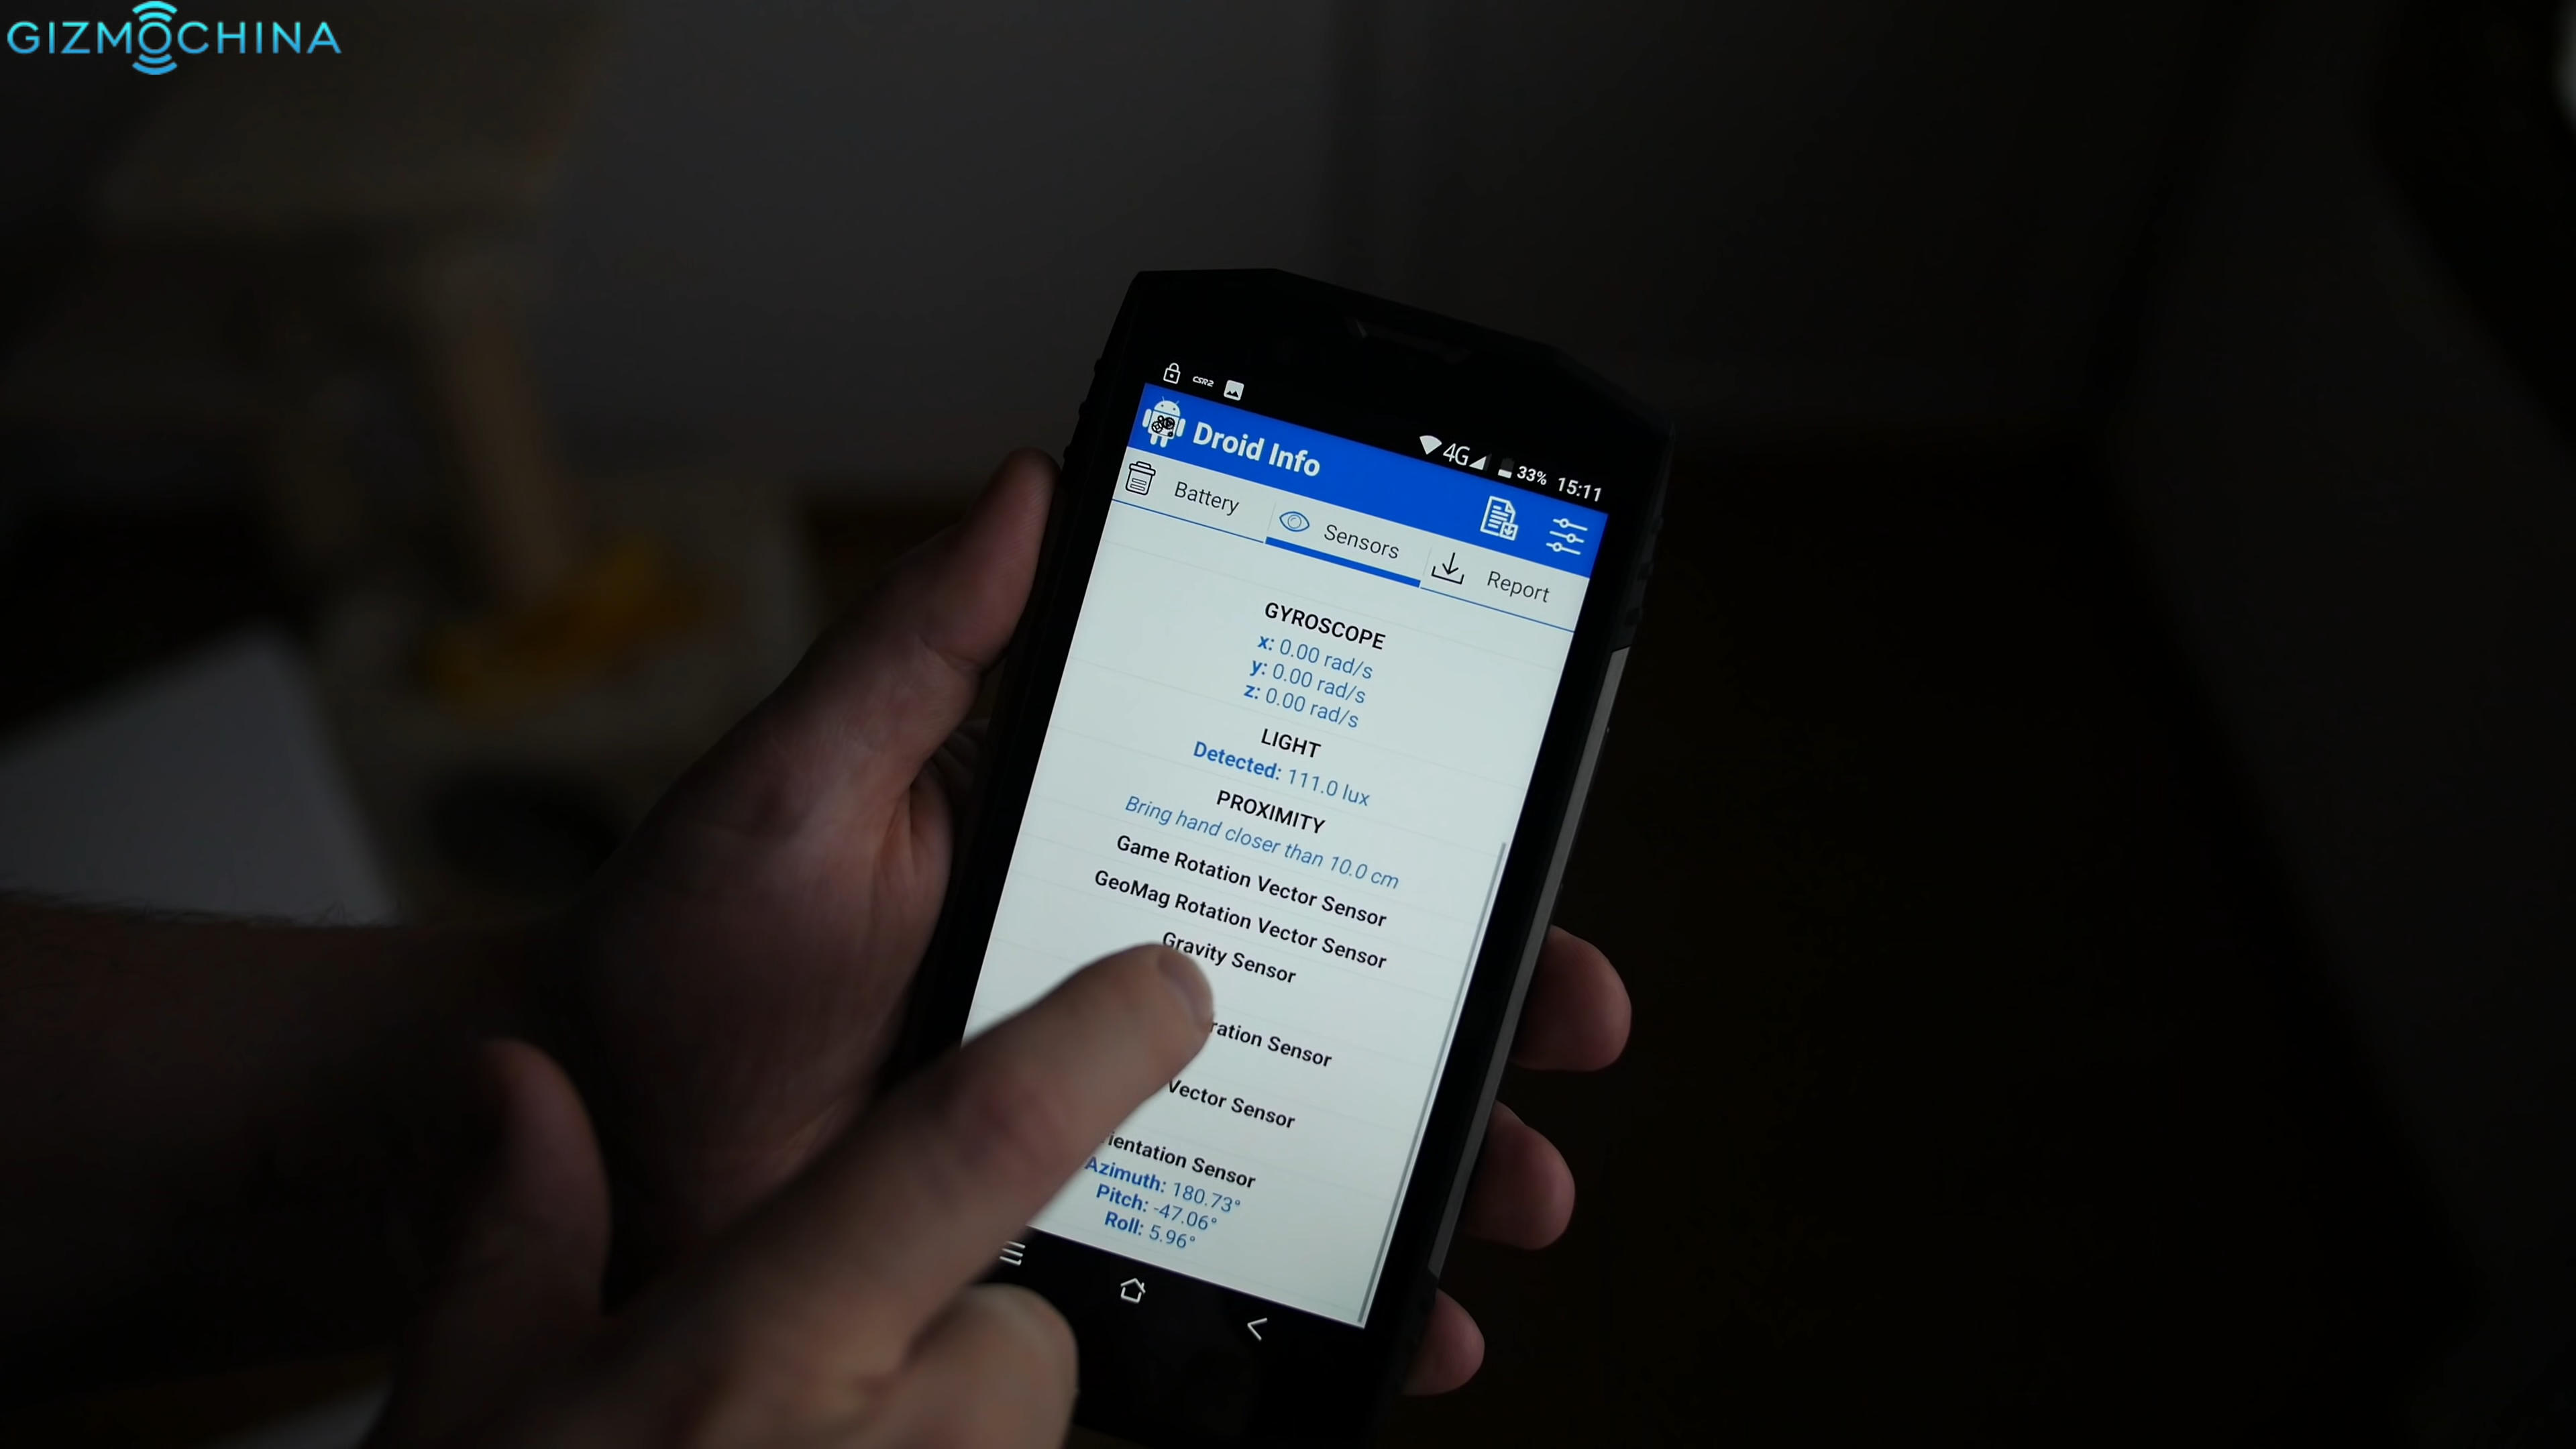 GIZMOCHINA
CSR2
4G 33% 15:11
Droid Info
Battery Sensors Report
GYROSCOPE
x: 0.00 rad/s
y: 0.00 rad/s
z: 0.00 rad/s
LIGHT
Detected: 111.0 lux
PROXIMITY
Bring hand closer than 10.0 cm
Game Rotation Vector Sensor
GeoMag Rotation Vector Sensor
Gravity Sensor
ration Sensor
Vector Sensor
rientation Sensor
Azimuth: 180.73°
Pitch: -47.06°
Roll: 5.96°